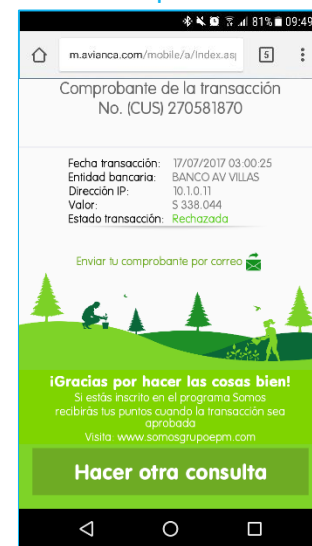 81% 09:49
m.avianca.com/mobile/a/Index.as
5
Comprobante de la transacción
No. (CUS) 270581870
Fecha transacción: 17/07/2017 03:00:25
Entidad bancaria: BANCO AV VILLAS
Dirección IP: 10.1.0.11
Valor: $ 338.044
Estado transacción: Rechazada
Enviar tu comprobante por correo
¡Gracias por hacer las cosas bien!
Si estás inscrito en el programa Somos
recibirás tus puntos cuando la transacción sea
aprobada
Visita: www.somosgrupoepm.com
Hacer otra consulta